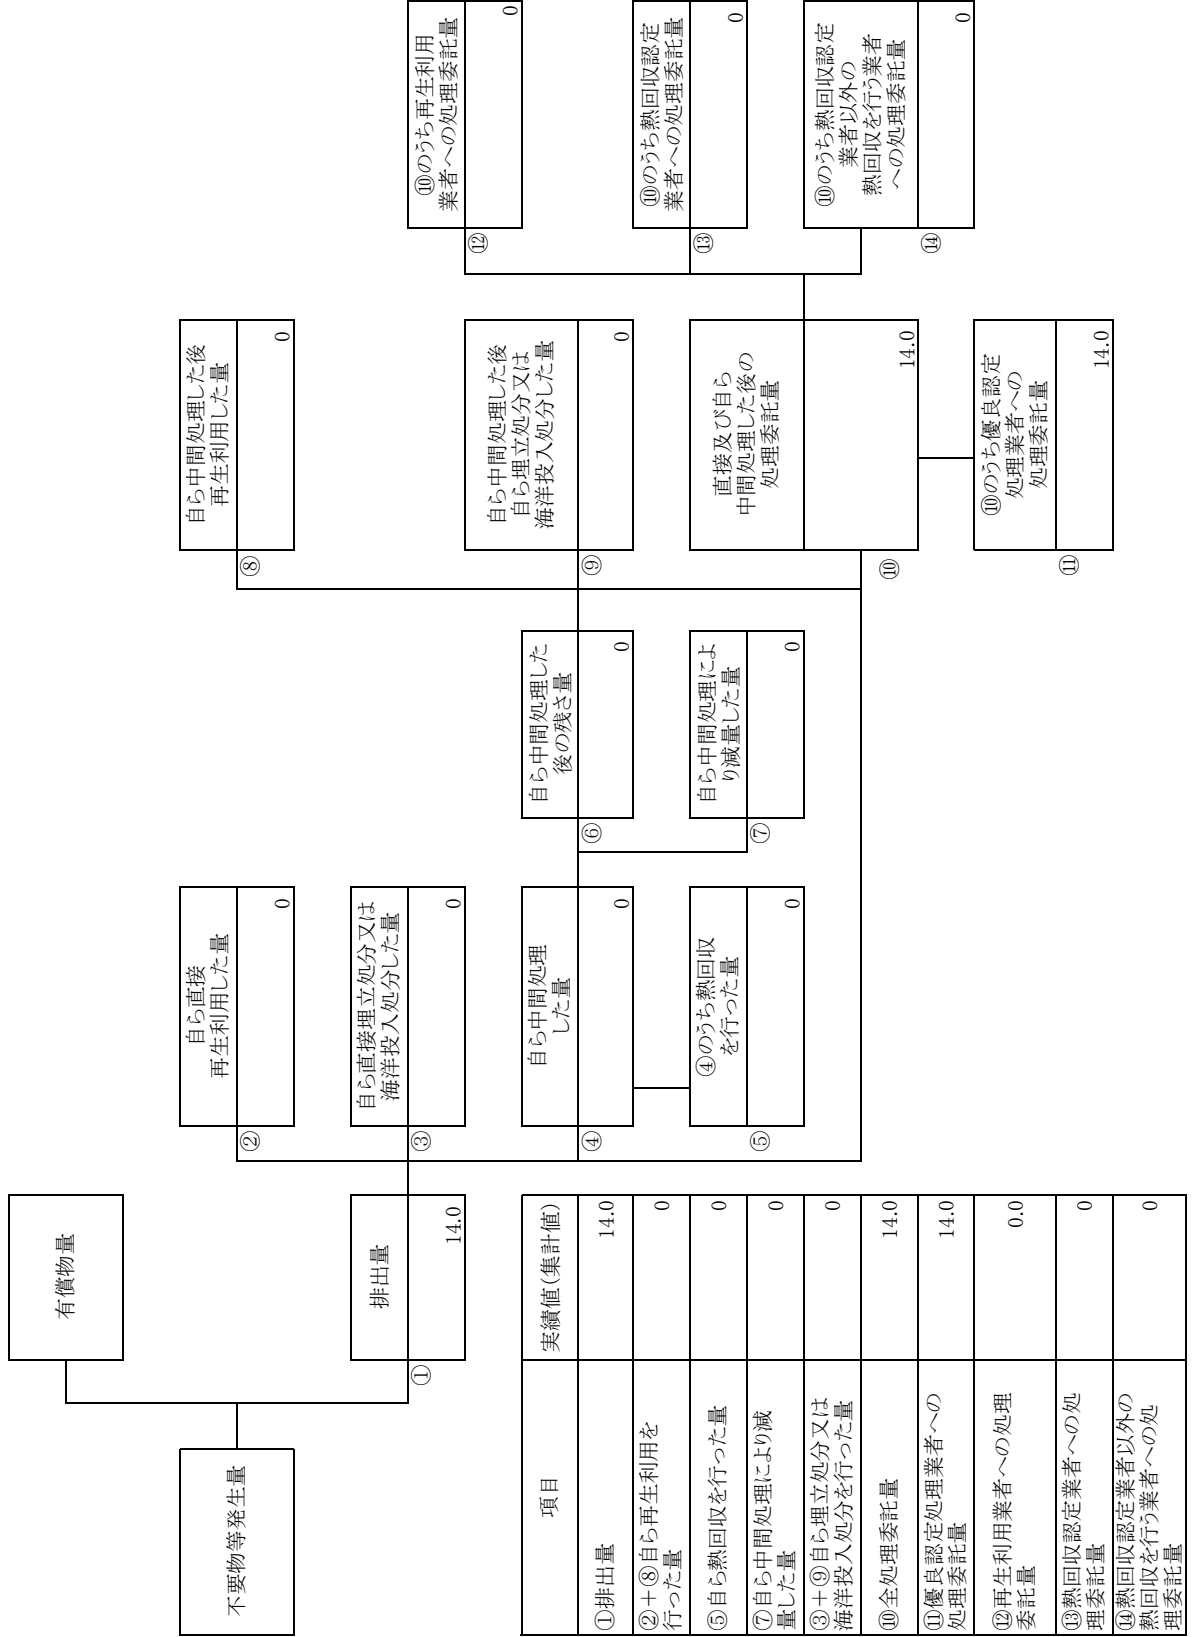 不要物等発生量
有償物量
①
排出量
14.0
②
自ら直接
再生利用した量
0
③
自ら直接埋立処分又は
海洋投入処分した量
0
④
自ら中間処理
した量
0
⑤
④のうち熱回収
を行った量
0
⑥
自ら中間処理した
後の残さ量
0
⑦
自ら中間処理によ
り減量した量
0
⑧
自ら中間処理した後
再生利用した量
0
⑨
自ら中間処理した後
自ら埋立処分又は
海洋投入処分した量
0
⑩
直接及び自ら
中間処理した後の
処理委託量
14.0
⑪
⑩のうち優良認定
処理業者への
処理委託量
14.0
⑫
⑩のうち再生利用
業者への処理委託量
0
⑬
⑩のうち熱回収認定
業者への処理委託量
0
⑭
⑩のうち熱回収認定
業者以外の
熱回収を行う業者
への処理委託量
0
項目 実績値(集計値)
①排出量 14.0
②+⑧自ら再生利用を
行った量 0
⑤自ら熱回収を行った量 0
⑦自ら中間処理により減
量した量 0
③+⑨自ら埋立処分又は
海洋投入処分を行った量 0
⑩全処理委託量 14.0
⑪優良認定処理業者への
処理委託量 14.0
⑫再生利用業者への処理
委託量 0.0
⑬熱回収認定業者への処
理委託量 0
⑭熱回収認定業者以外の
熱回収を行う業者への処
理委託量 0